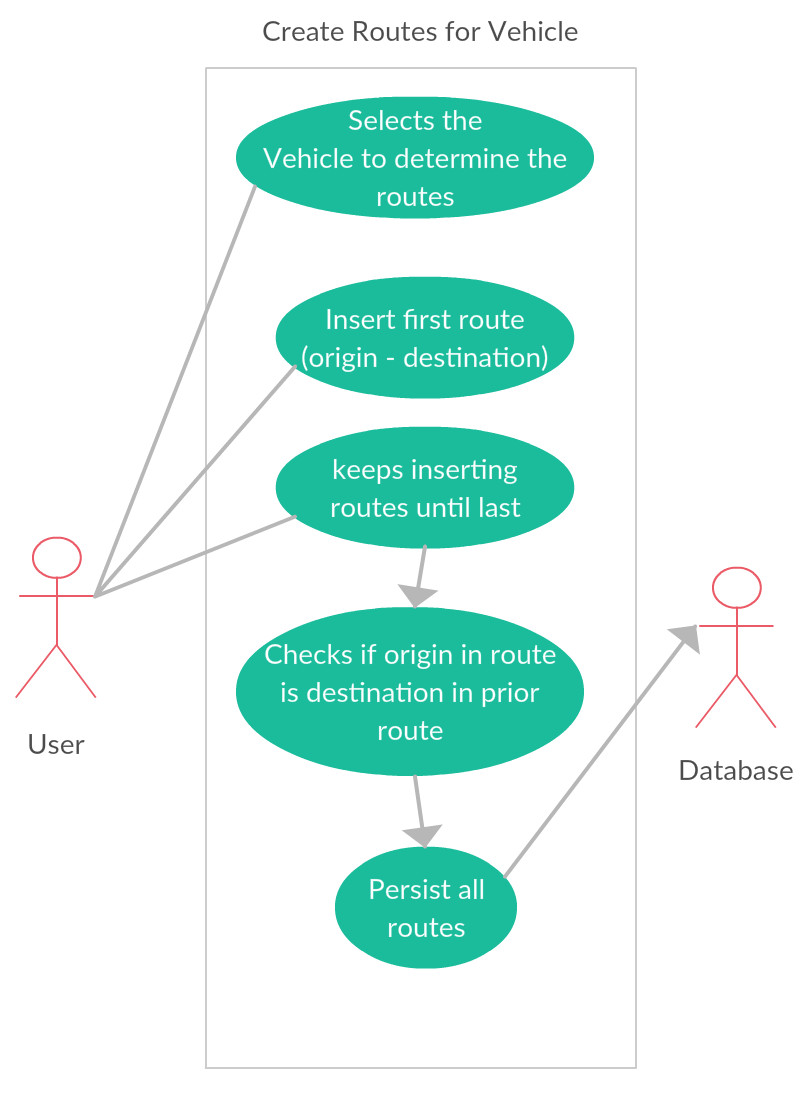 Create Routes for Vehicle
Selects the
Vehicle to determine the
routes
Insert first route
(origin - destination)
keeps inserting
routes until last
Checks if origin in route
is destination in prior
route
User
Database
Persist all
routes